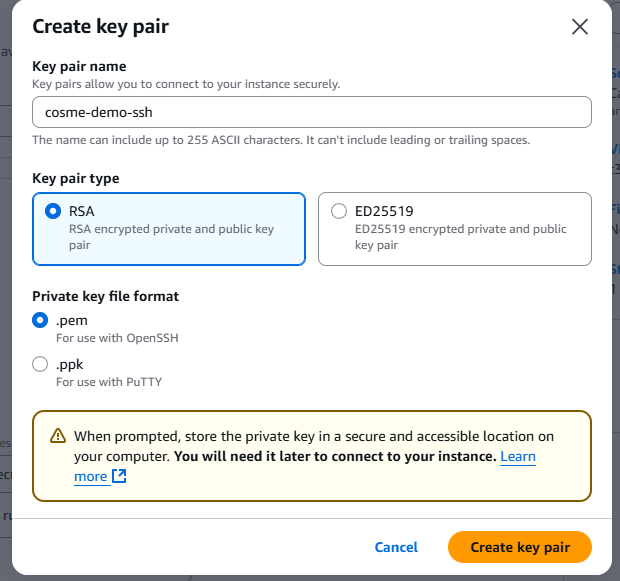 Create key pair
Key pair name
Key pairs allow you to connect to your instance securely.
cosme-demo-ssh
The name can include up to 255 ASCII characters. It can't include leading or trailing spaces.
Key pair type
RSA
RSA encrypted private and public key
pair
ED25519
ED25519 encrypted private and public
key pair
Private key file format
.pem
For use with OpenSSH
.ppk
For use with PuTTY
When prompted, store the private key in a secure and accessible location on
your computer. You will need it later to connect to your instance. Learn
more
Cancel
Create key pair